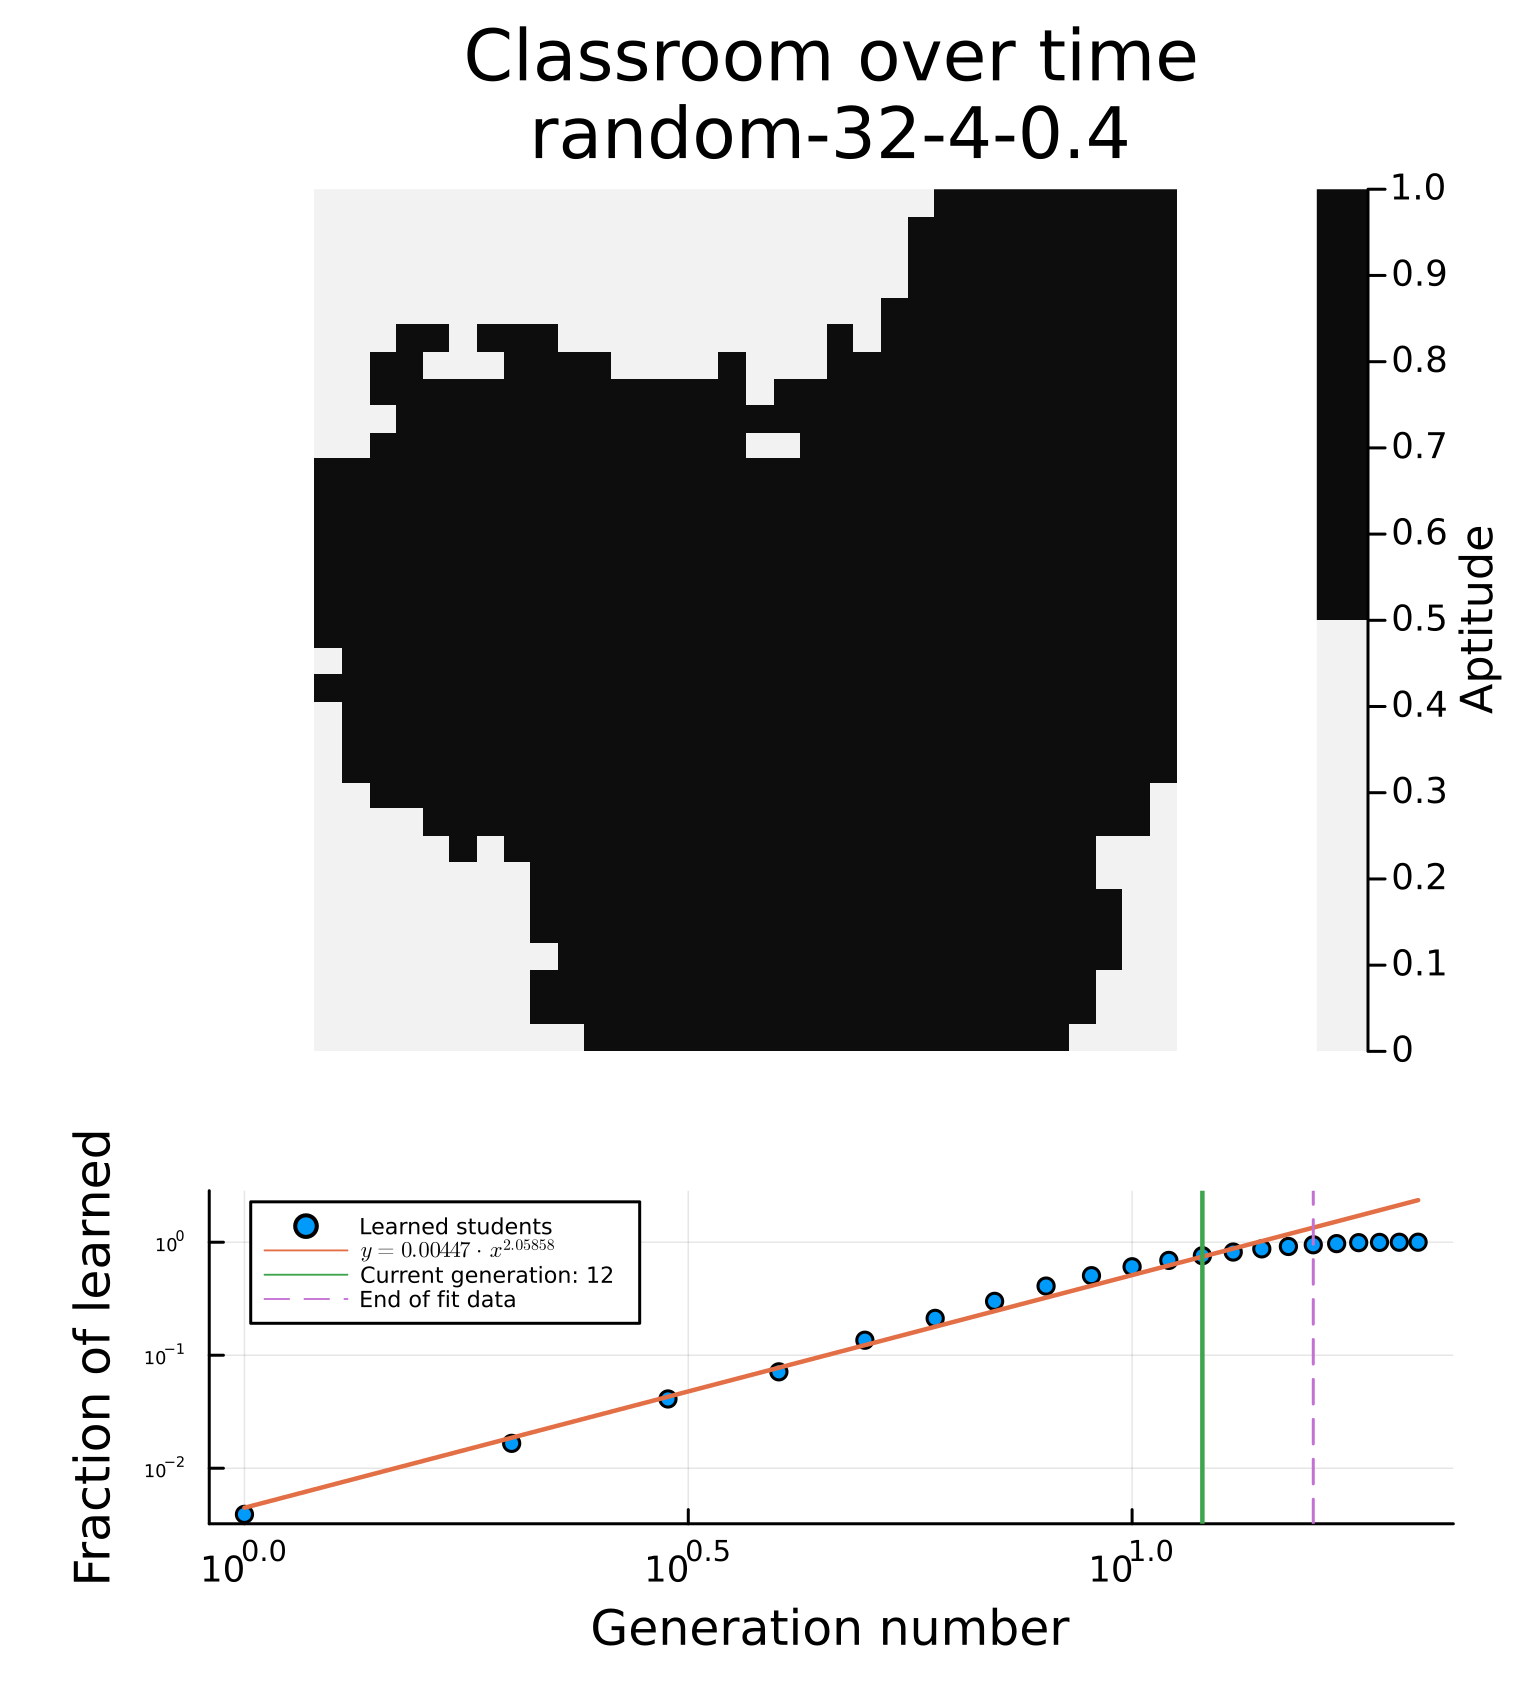 Classroom over time
random-32-4-0.4
1.0
0.9
0.8
0.7
0.6
0.5
0.4
0.3
0.2
0.1
0
Aptitude
Fraction of learned
10^0
10^-1
10^-2
Learned students
y = 0.00447 · x^2.05858
Current generation: 12
End of fit data
10^0.0 10^0.5 10^1.0
Generation number